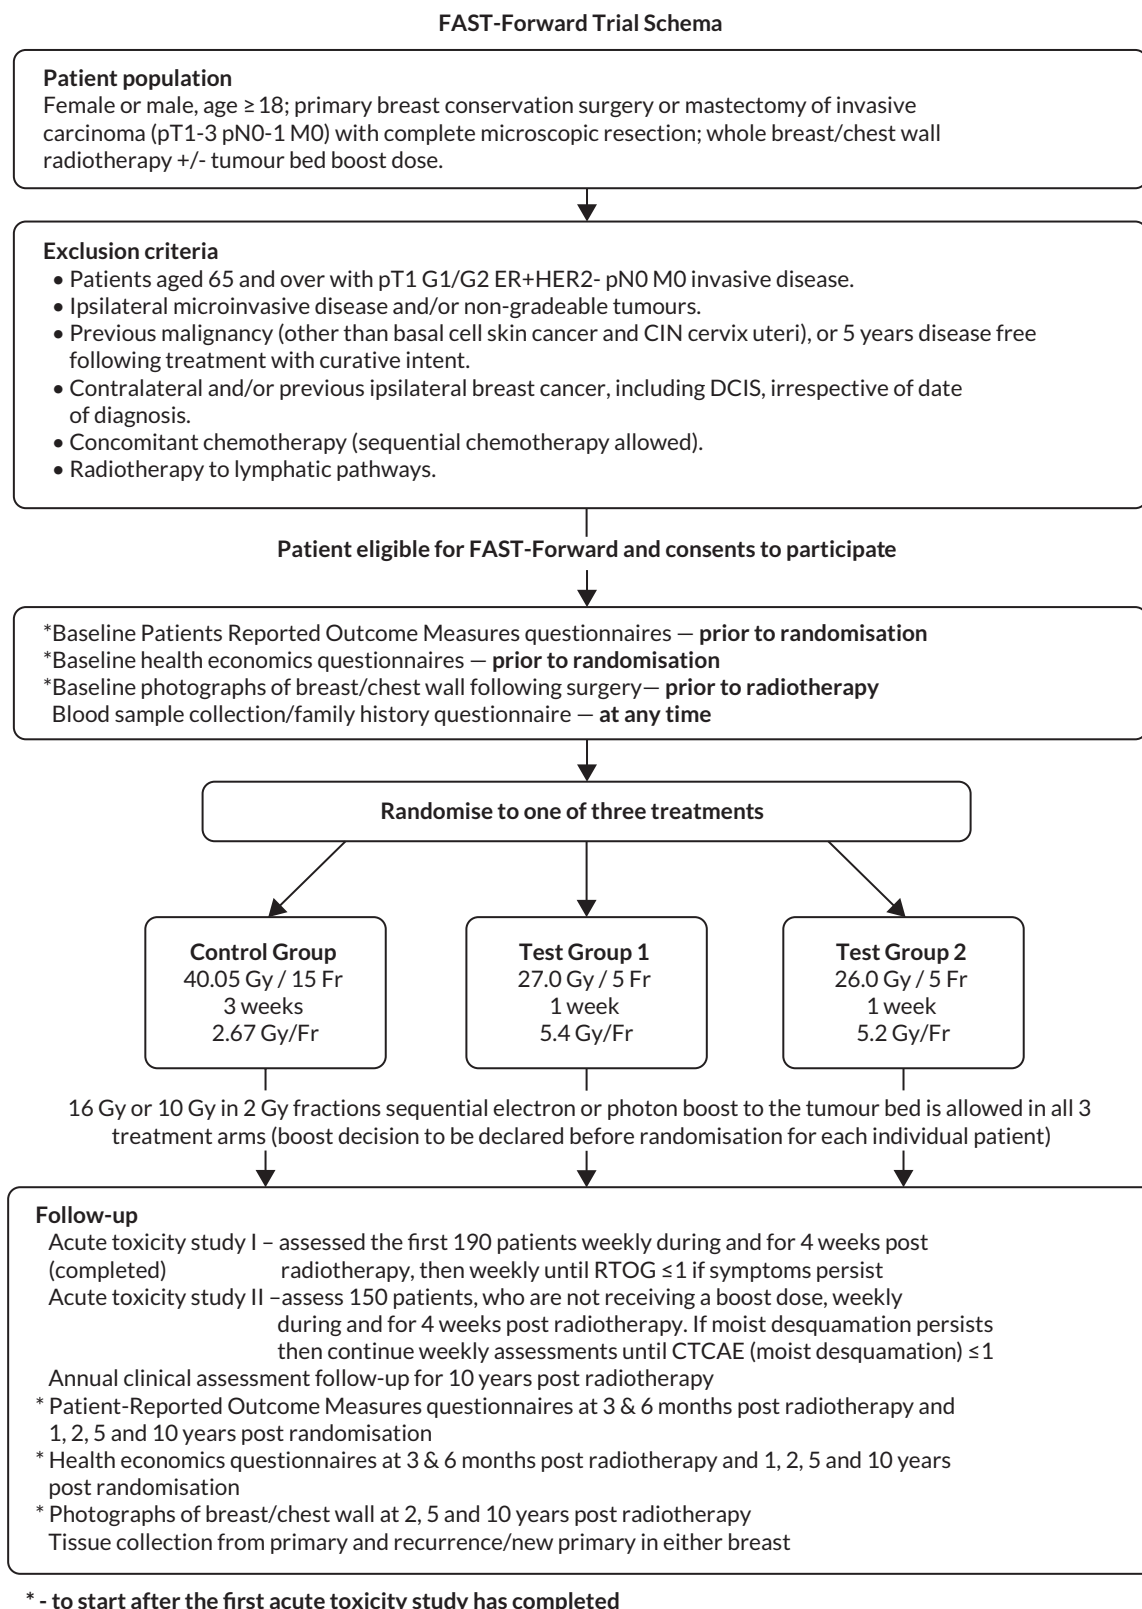 FAST-Forward Trial Schema
Patient population
Female or male, age ≥ 18; primary breast conservation surgery or mastectomy of invasive
carcinoma (pT1-3 pN0-1 M0) with complete microscopic resection; whole breast/chest wall
radiotherapy +/- tumour bed boost dose.
Exclusion criteria
• Patients aged 65 and over with pT1 G1/G2 ER+HER2- pN0 M0 invasive disease.
• Ipsilateral microinvasive disease and/or non-gradeable tumours.
• Previous malignancy (other than basal cell skin cancer and CIN cervix uteri), or 5 years disease free
following treatment with curative intent.
• Contralateral and/or previous ipsilateral breast cancer, including DCIS, irrespective of date
of diagnosis.
• Concomitant chemotherapy (sequential chemotherapy allowed).
• Radiotherapy to lymphatic pathways.
Patient eligible for FAST-Forward and consents to participate
*Baseline Patients Reported Outcome Measures questionnaires — prior to randomisation
*Baseline health economics questionnaires — prior to randomisation
*Baseline photographs of breast/chest wall following surgery— prior to radiotherapy
Blood sample collection/family history questionnaire — at any time
Randomise to one of three treatments
Control Group
40.05 Gy / 15 Fr
3 weeks
2.67 Gy/Fr
Test Group 1
27.0 Gy / 5 Fr
1 week
5.4 Gy/Fr
Test Group 2
26.0 Gy / 5 Fr
1 week
5.2 Gy/Fr
16 Gy or 10 Gy in 2 Gy fractions sequential electron or photon boost to the tumour bed is allowed in all 3
treatment arms (boost decision to be declared before randomisation for each individual patient)
Follow-up
Acute toxicity study I – assessed the first 190 patients weekly during and for 4 weeks post
(completed) radiotherapy, then weekly until RTOG ≤1 if symptoms persist
Acute toxicity study II –assess 150 patients, who are not receiving a boost dose, weekly
during and for 4 weeks post radiotherapy. If moist desquamation persists
then continue weekly assessments until CTCAE (moist desquamation) ≤1
Annual clinical assessment follow-up for 10 years post radiotherapy
* Patient-Reported Outcome Measures questionnaires at 3 & 6 months post radiotherapy and
1, 2, 5 and 10 years post randomisation
* Health economics questionnaires at 3 & 6 months post radiotherapy and 1, 2, 5 and 10 years
post randomisation
* Photographs of breast/chest wall at 2, 5 and 10 years post radiotherapy
Tissue collection from primary and recurrence/new primary in either breast
* - to start after the first acute toxicity study has completed